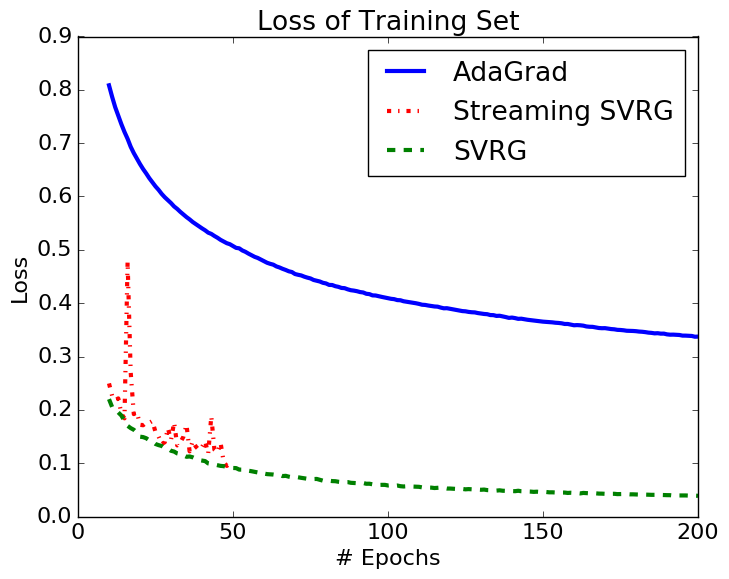 Loss of Training Set
0.9
0.8
0.7
0.6
0.5
0.4
0.3
0.2
0.1
0.0
Loss
AdaGrad
Streaming SVRG
SVRG
0 50 100 150 200
# Epochs